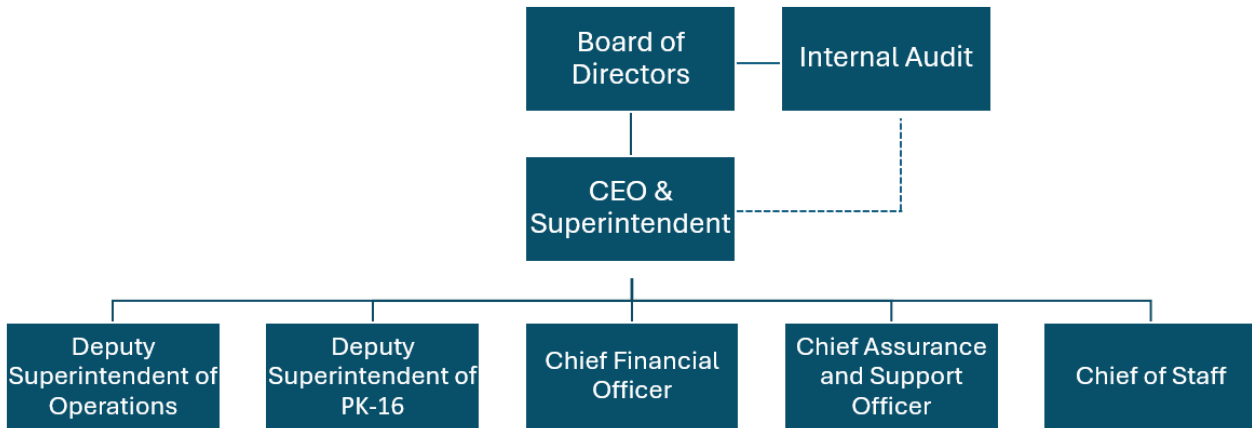 Board of
Directors
Internal Audit
CEO &
Superintendent
Deputy
Superintendent of
Operations
Deputy
Superintendent of
PK-16
Chief Financial
Officer
Chief Assurance
and Support
Officer
Chief of Staff